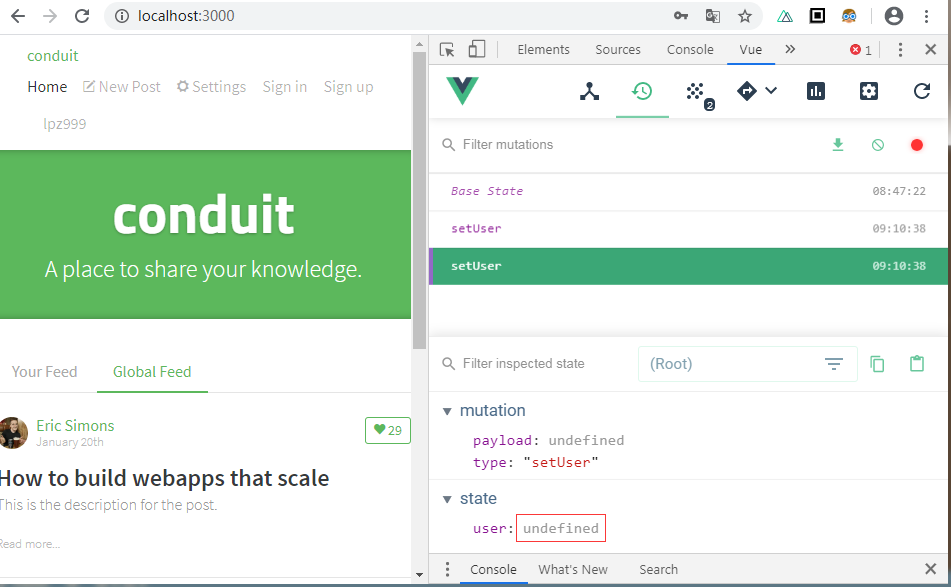 localhost:3000
conduit
Home New Post Settings Sign in Sign up
lpz999
conduit
A place to share your knowledge.
Your Feed Global Feed
Eric Simons
January 20th
29
How to build webapps that scale
This is the description for the post.
Read more...
Elements Sources Console Vue » 1
2
Filter mutations
Base State 08:47:22
setUser 09:10:38
setUser 09:10:38
Filter inspected state (Root)
mutation
payload: undefined
type: "setUser"
state
user: undefined
Console What's New Search